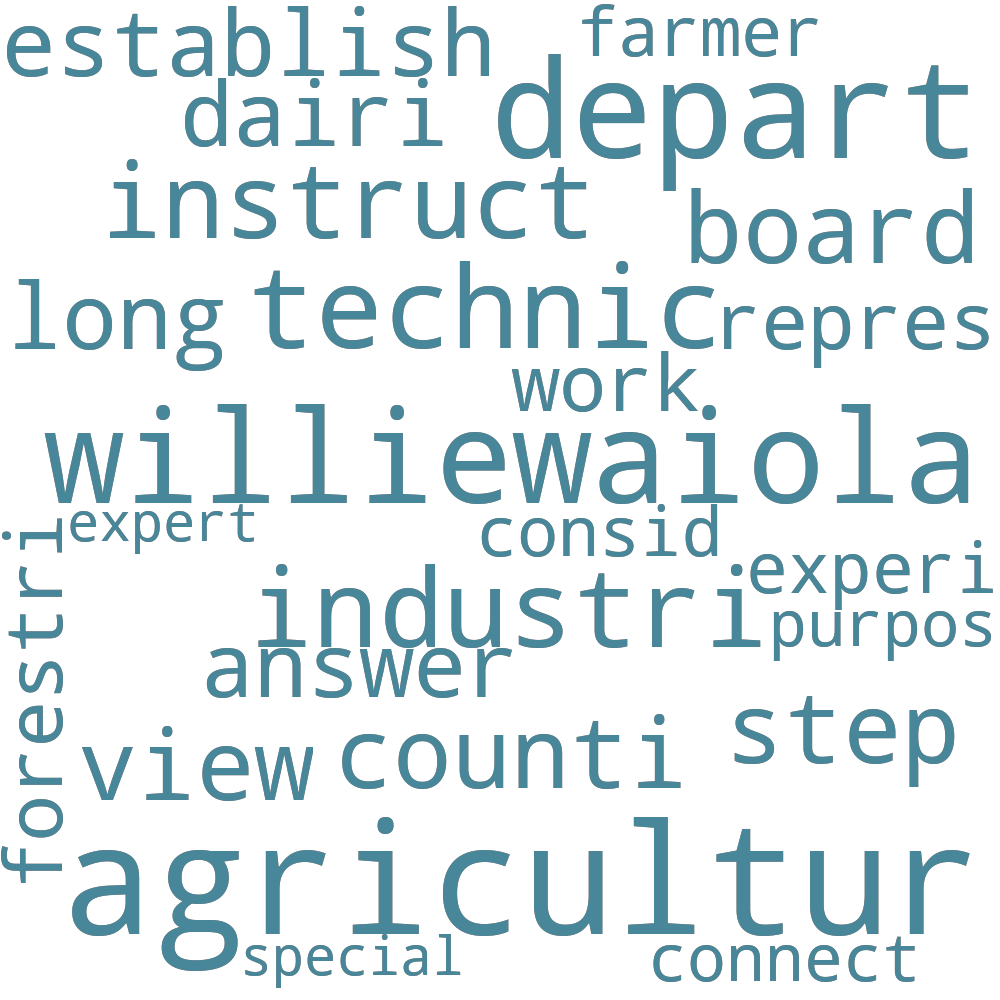 establish
farmer
dairi
depart
instruct
board
long
technic
repres
work
williewaiola
expert
consid
experi
industri
purpos
answer
forestri
view
counti
step
agricultur
special
connect